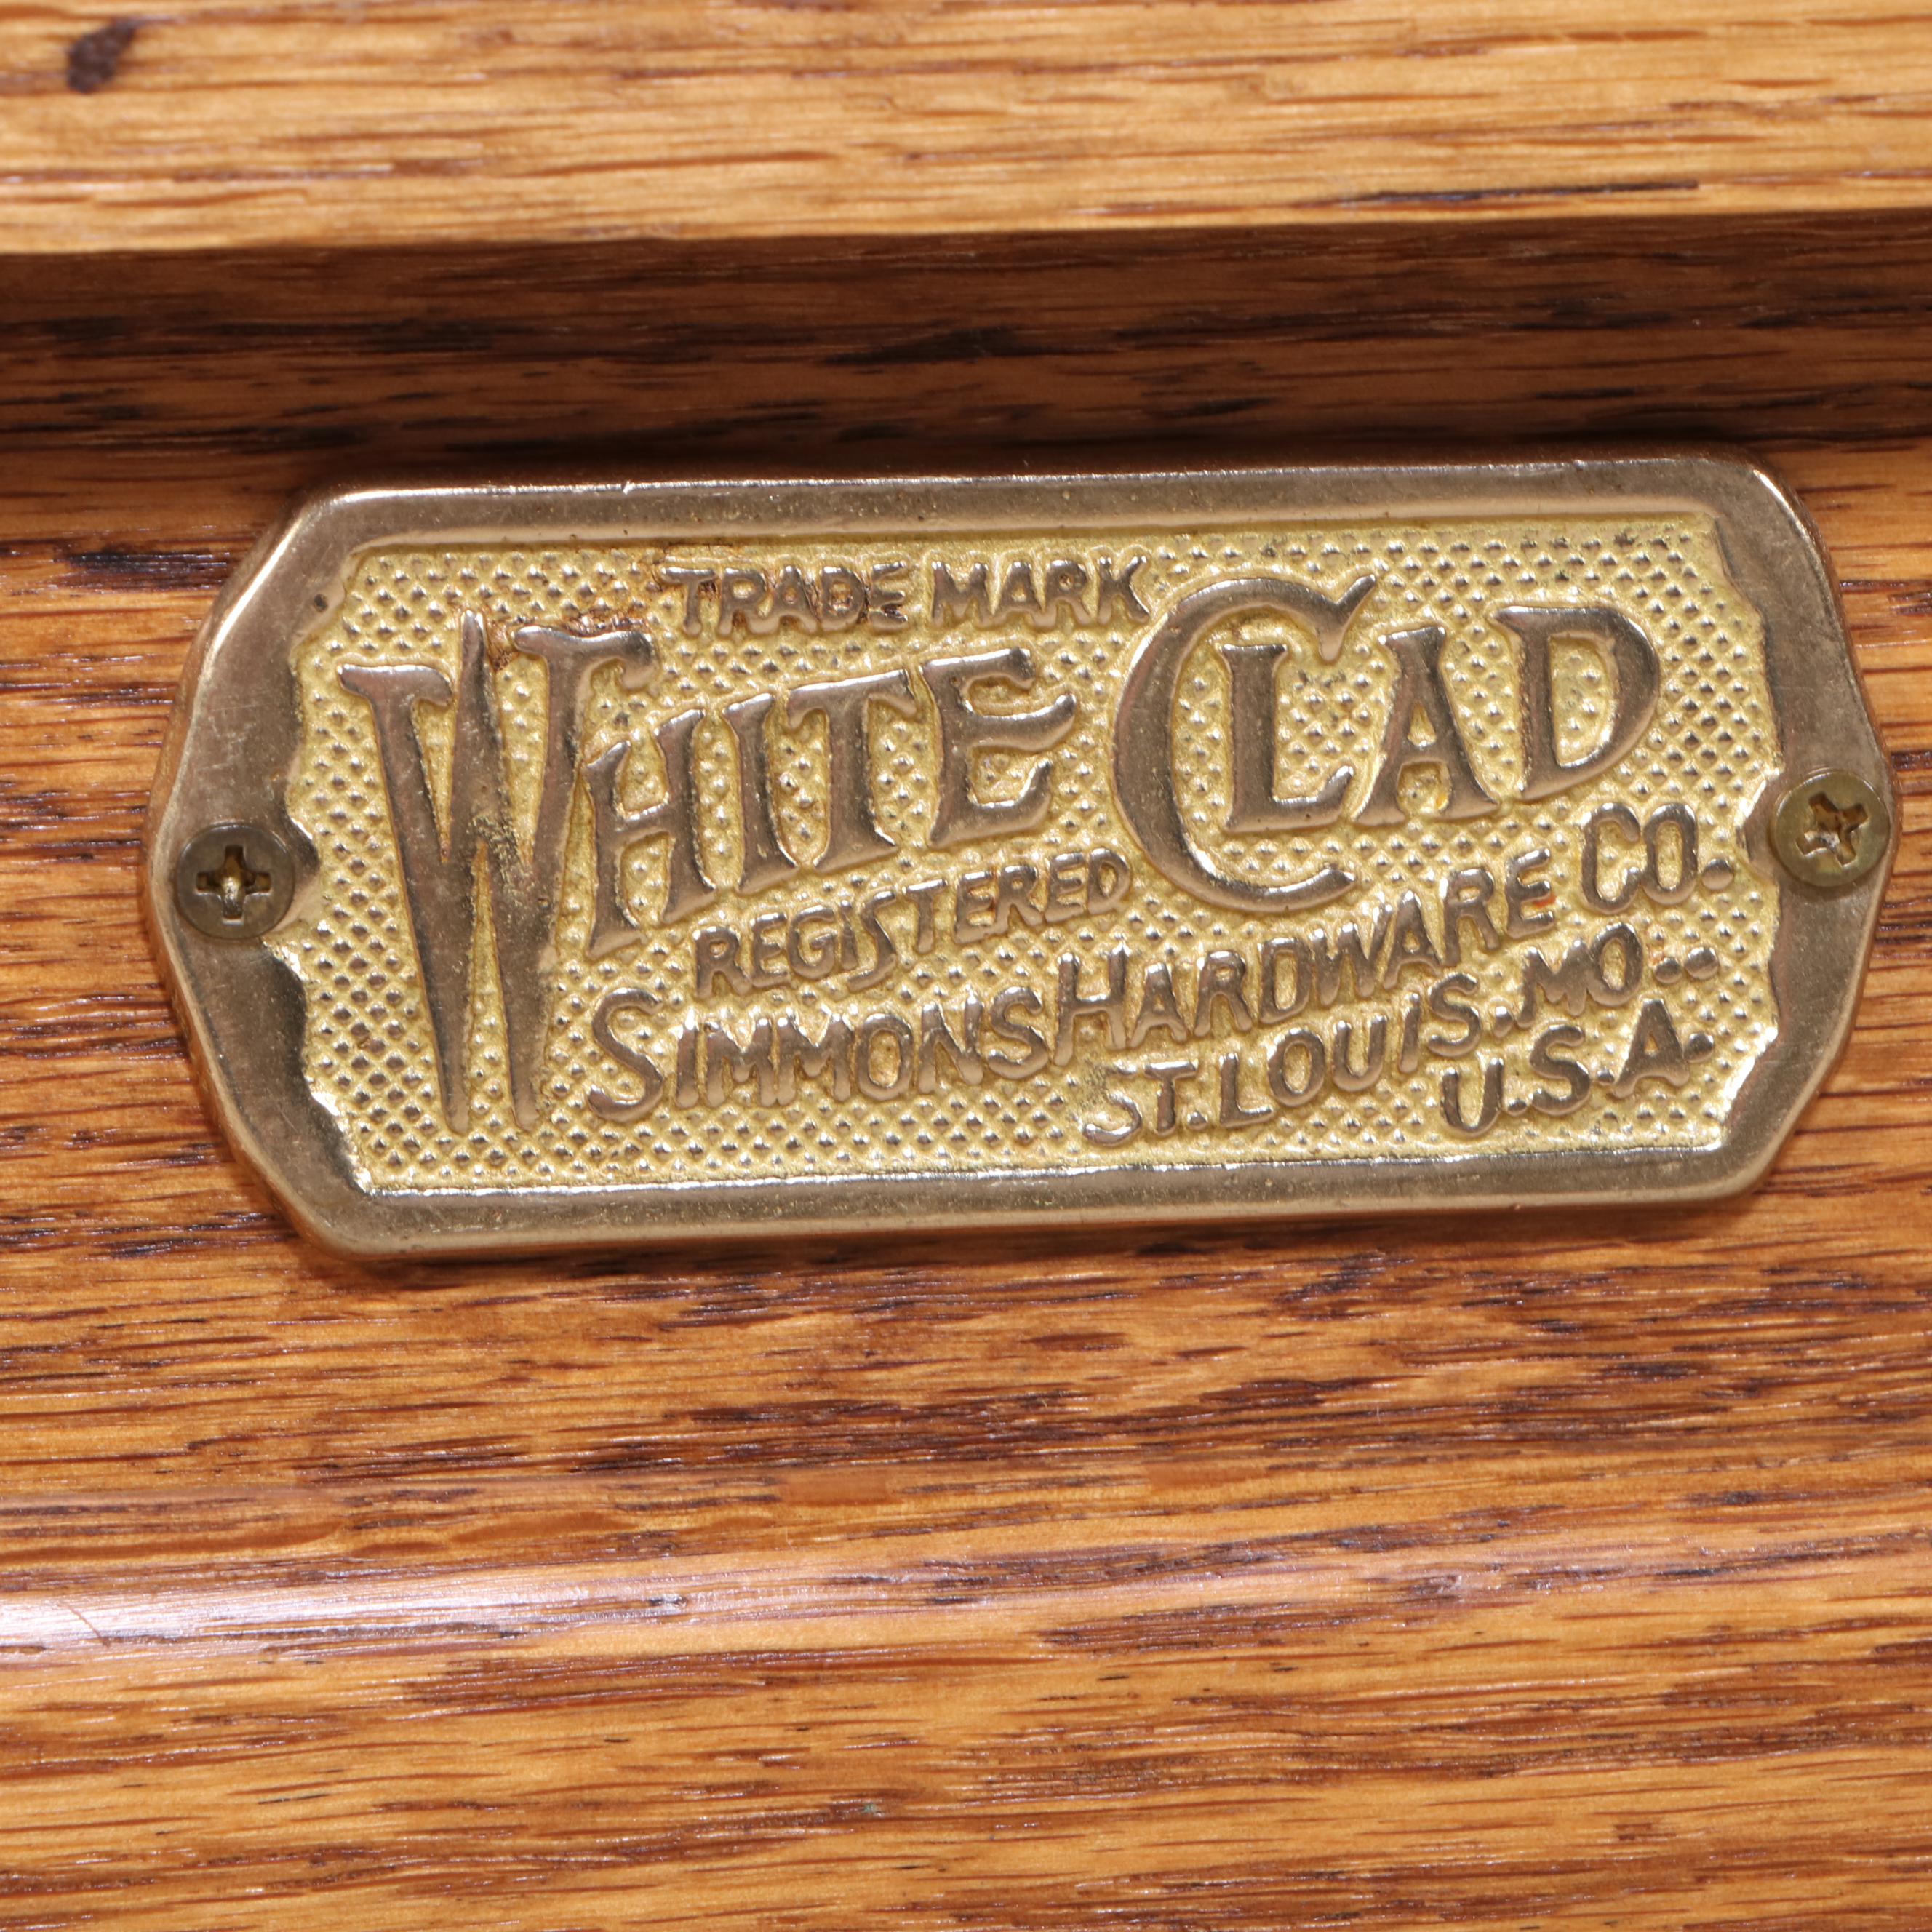 TRADE MARK
WHITE CLAD
REGISTERED
SIMMONS HARDWARE CO.
ST. LOUIS. MO..
U.S.A.